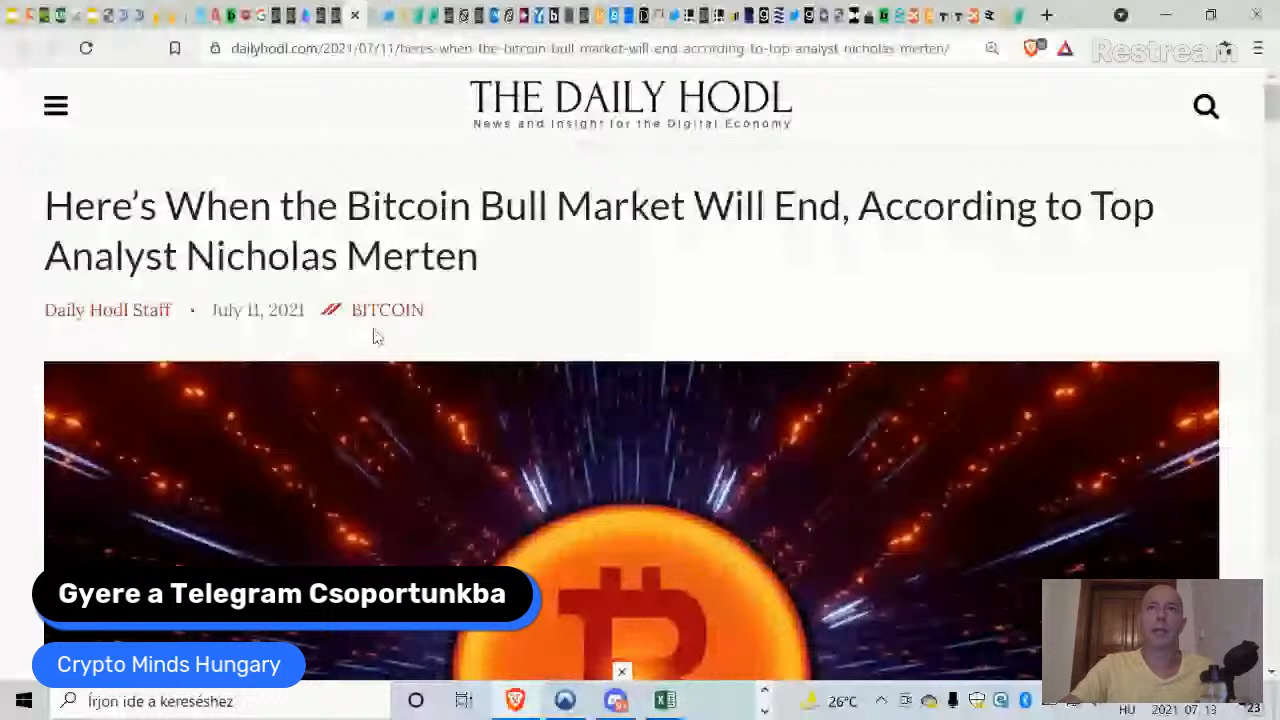 dailyhodl.com/2021/07/11/heres-when-the-bitcoin-bull-market-will-end-according-to-top-analyst-nicholas-merten/
Restream
THE DAILY HODL
News and Insight for the Digital Economy
Here's When the Bitcoin Bull Market Will End, According to Top
Analyst Nicholas Merten
Daily Hodl Staff · July 11, 2021 BITCOIN
Gyere a Telegram Csoportunkba
Crypto Minds Hungary
Írjon ide a kereséshez
26°C
HU 2021. 07. 13.
23